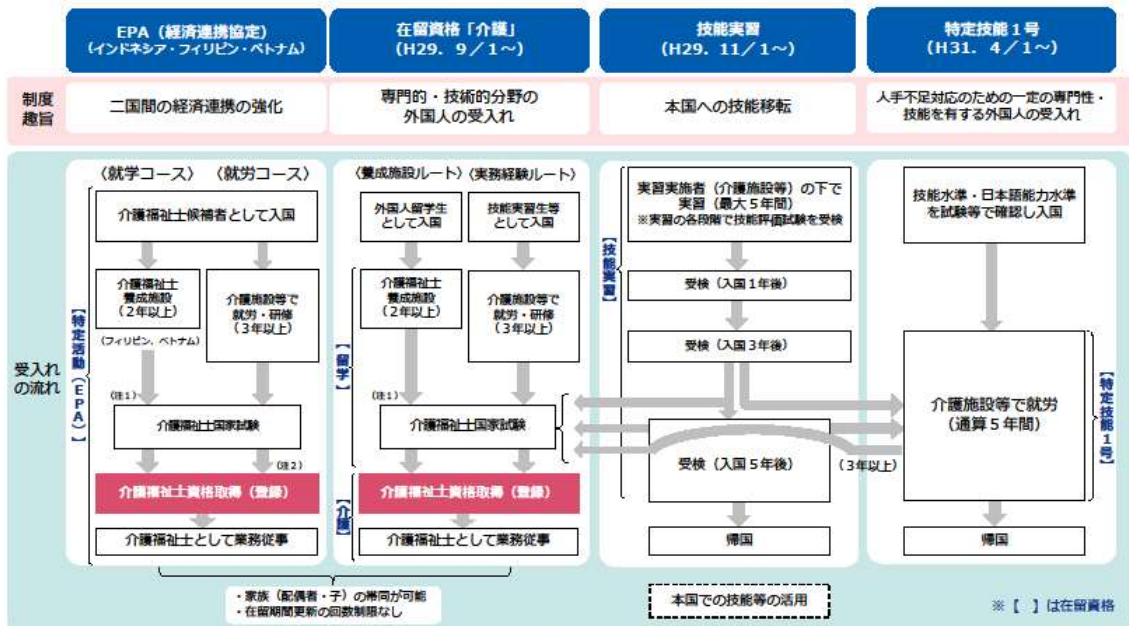 EPA（経済連携協定）
（インドネシア・フィリピン・ベトナム）
在留資格「介護」
（H29．9／1～）
技能実習
（H29．11／1～）
特定技能１号
（H31．4／1～）
制度
趣旨
二国間の経済連携の強化
専門的・技術的分野の
外国人の受入れ
本国への技能移転
人手不足対応のための一定の専門性・
技能を有する外国人の受入れ
受入れ
の流れ
〈就学コース〉
〈就労コース〉
介護福祉士候補者として入国
介護福祉士
養成施設
（２年以上）
（フィリピン、ベトナム）
介護施設等で
就労・研修
（３年以上）
【特定活動（EPA）】
（注１）
介護福祉士国家試験
（注２）
介護福祉士資格取得（登録）
介護福祉士として業務従事
〈養成施設ルート〉
〈実務経験ルート〉
外国人留学生
として入国
技能実習生等
として入国
介護福祉士
養成施設
（２年以上）
介護施設等で
就労・研修
（３年以上）
【留学】
（注１）
介護福祉士国家試験
介護福祉士資格取得（登録）
【介護】
介護福祉士として業務従事
・家族（配偶者・子）の帯同が可能
・在留期間更新の回数制限なし
実習実施者（介護施設等）の下で
実習（最大５年間）
※実習の各段階で技能評価試験を受検
【技能実習】
受検（入国１年後）
受検（入国３年後）
受検（入国５年後）
帰国
本国での技能等の活用
技能水準・日本語能力水準
を試験等で確認し入国
介護施設等で就労
（通算５年間）
【特定技能１号】
（３年以上）
帰国
※【　】は在留資格